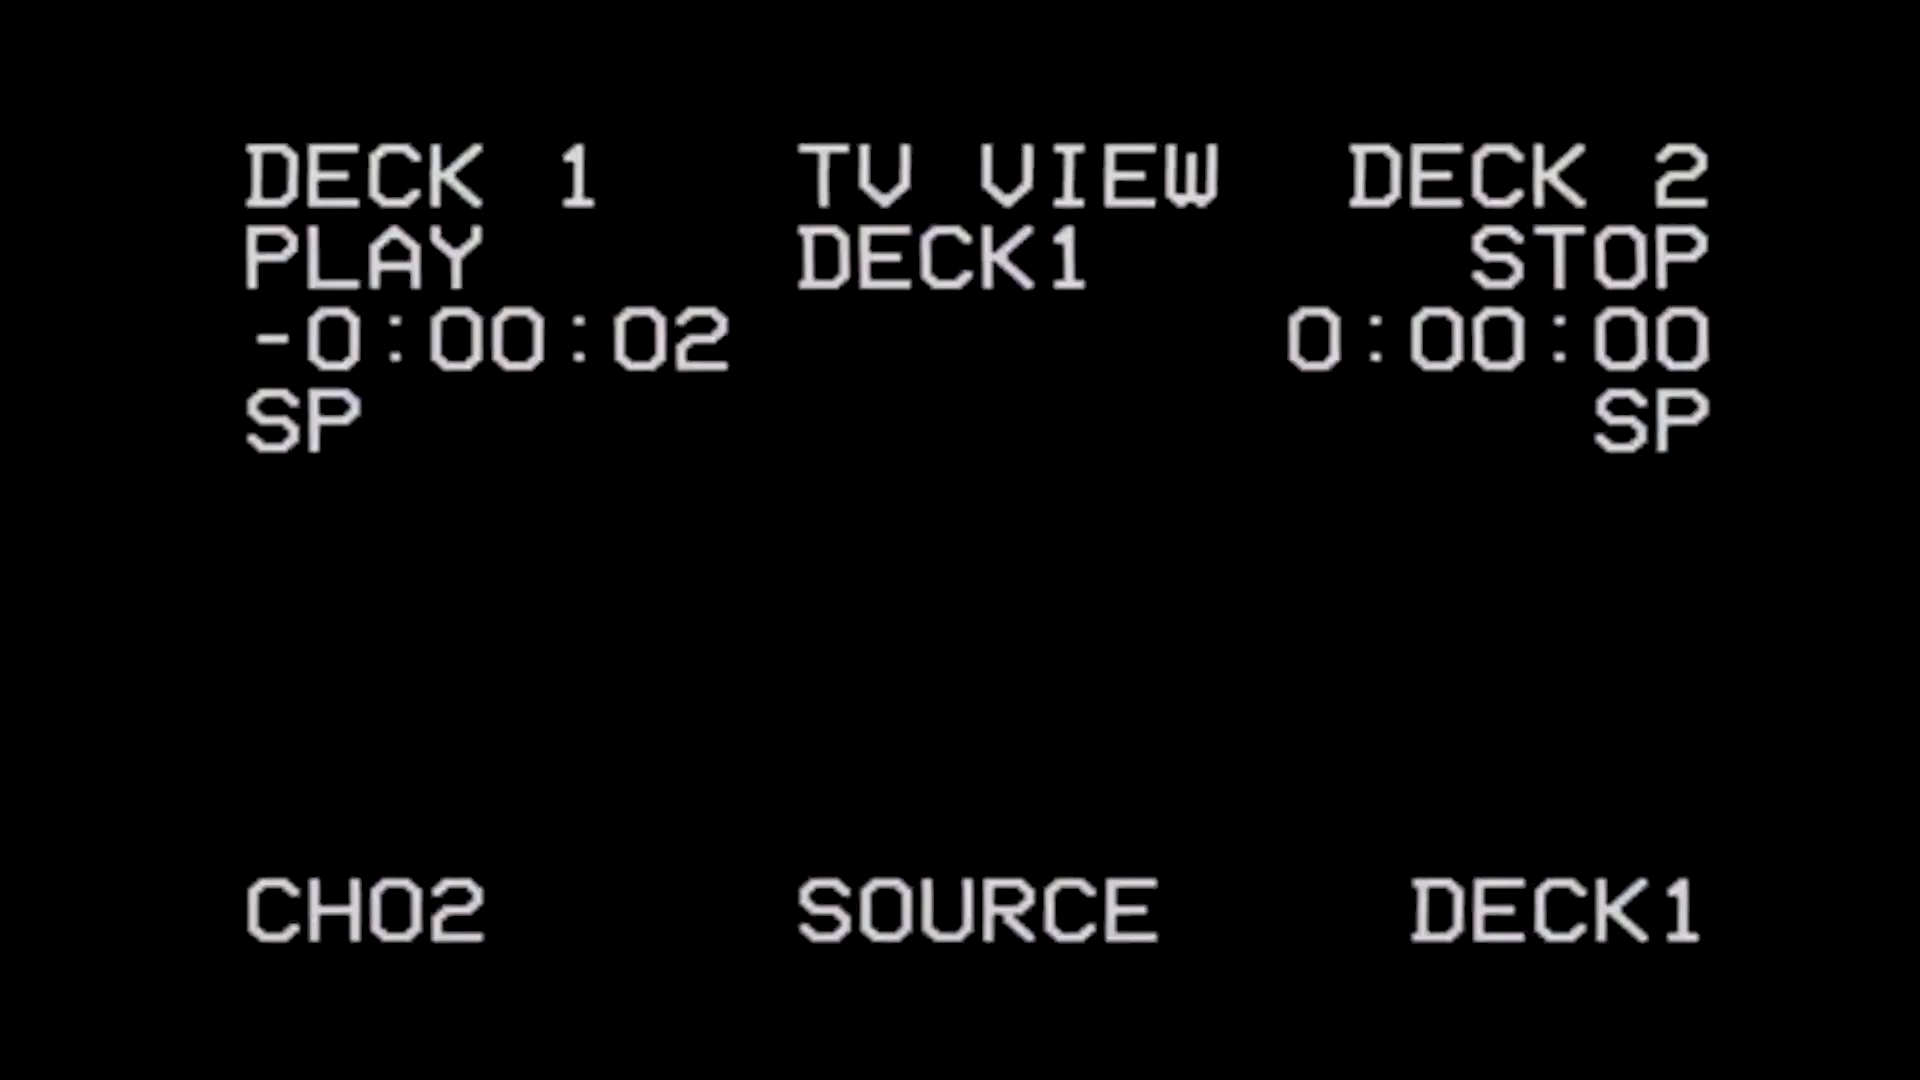 DECK 1 TV VIEW DECK 2
PLAY DECK1 STOP
-0:00:02 0:00:00
SP SP
CH02 SOURCE DECK1